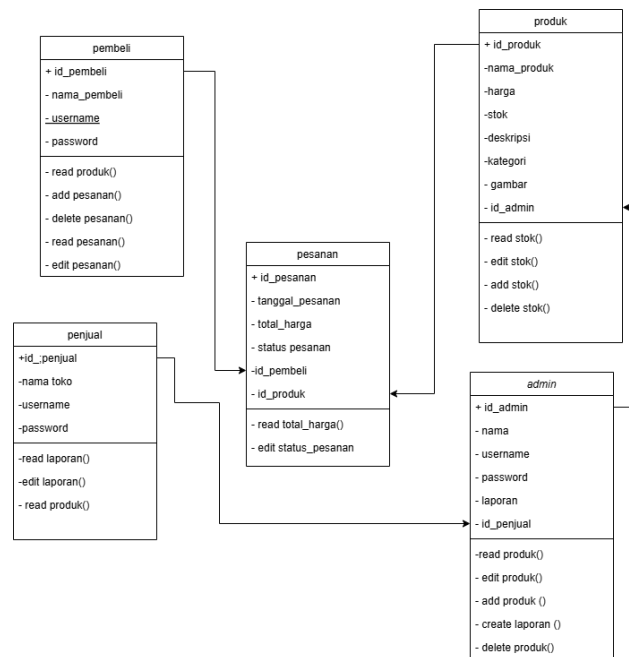 pembeli
+ id_pembeli
- nama_pembeli
- username
- password
- read produk()
- add pesanan()
- delete pesanan()
- read pesanan()
- edit pesanan()
produk
+ id_produk
-nama_produk
-harga
-stok
-deskripsi
-kategori
- gambar
- id_admin
- read stok()
- edit stok()
- add stok()
- delete stok()
pesanan
+ id_pesanan
- tanggal_pesanan
- total_harga
- status pesanan
-id_pembeli
- id_produk
- read total_harga()
- edit status_pesanan
penjual
+id_;penjual
-nama toko
-username
-password
-read laporan()
-edit laporan()
- read produk()
admin
+ id_admin
- nama
- username
- password
- laporan
- id_penjual
-read produk()
- edit produk()
- add produk ()
- create laporan ()
- delete produk()